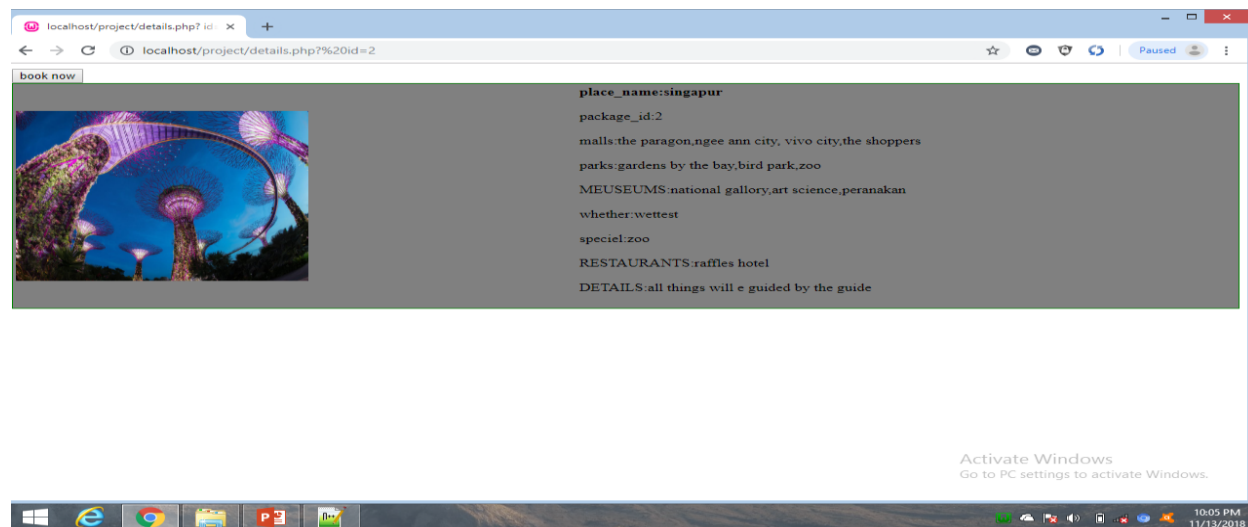 localhost/project/details.php? id
localhost/project/details.php?%20id=2
Paused
book now
place_name:singapur
package_id:2
malls:the paragon,ngee ann city, vivo city,the shoppers
parks:gardens by the bay,bird park,zoo
MEUSEUMS:national gallory,art science,peranakan
whether:wettest
speciel:zoo
RESTAURANTS:raffles hotel
DETAILS:all things will e guided by the guide
Activate Windows
Go to PC settings to activate Windows.
10:05 PM
11/13/2018